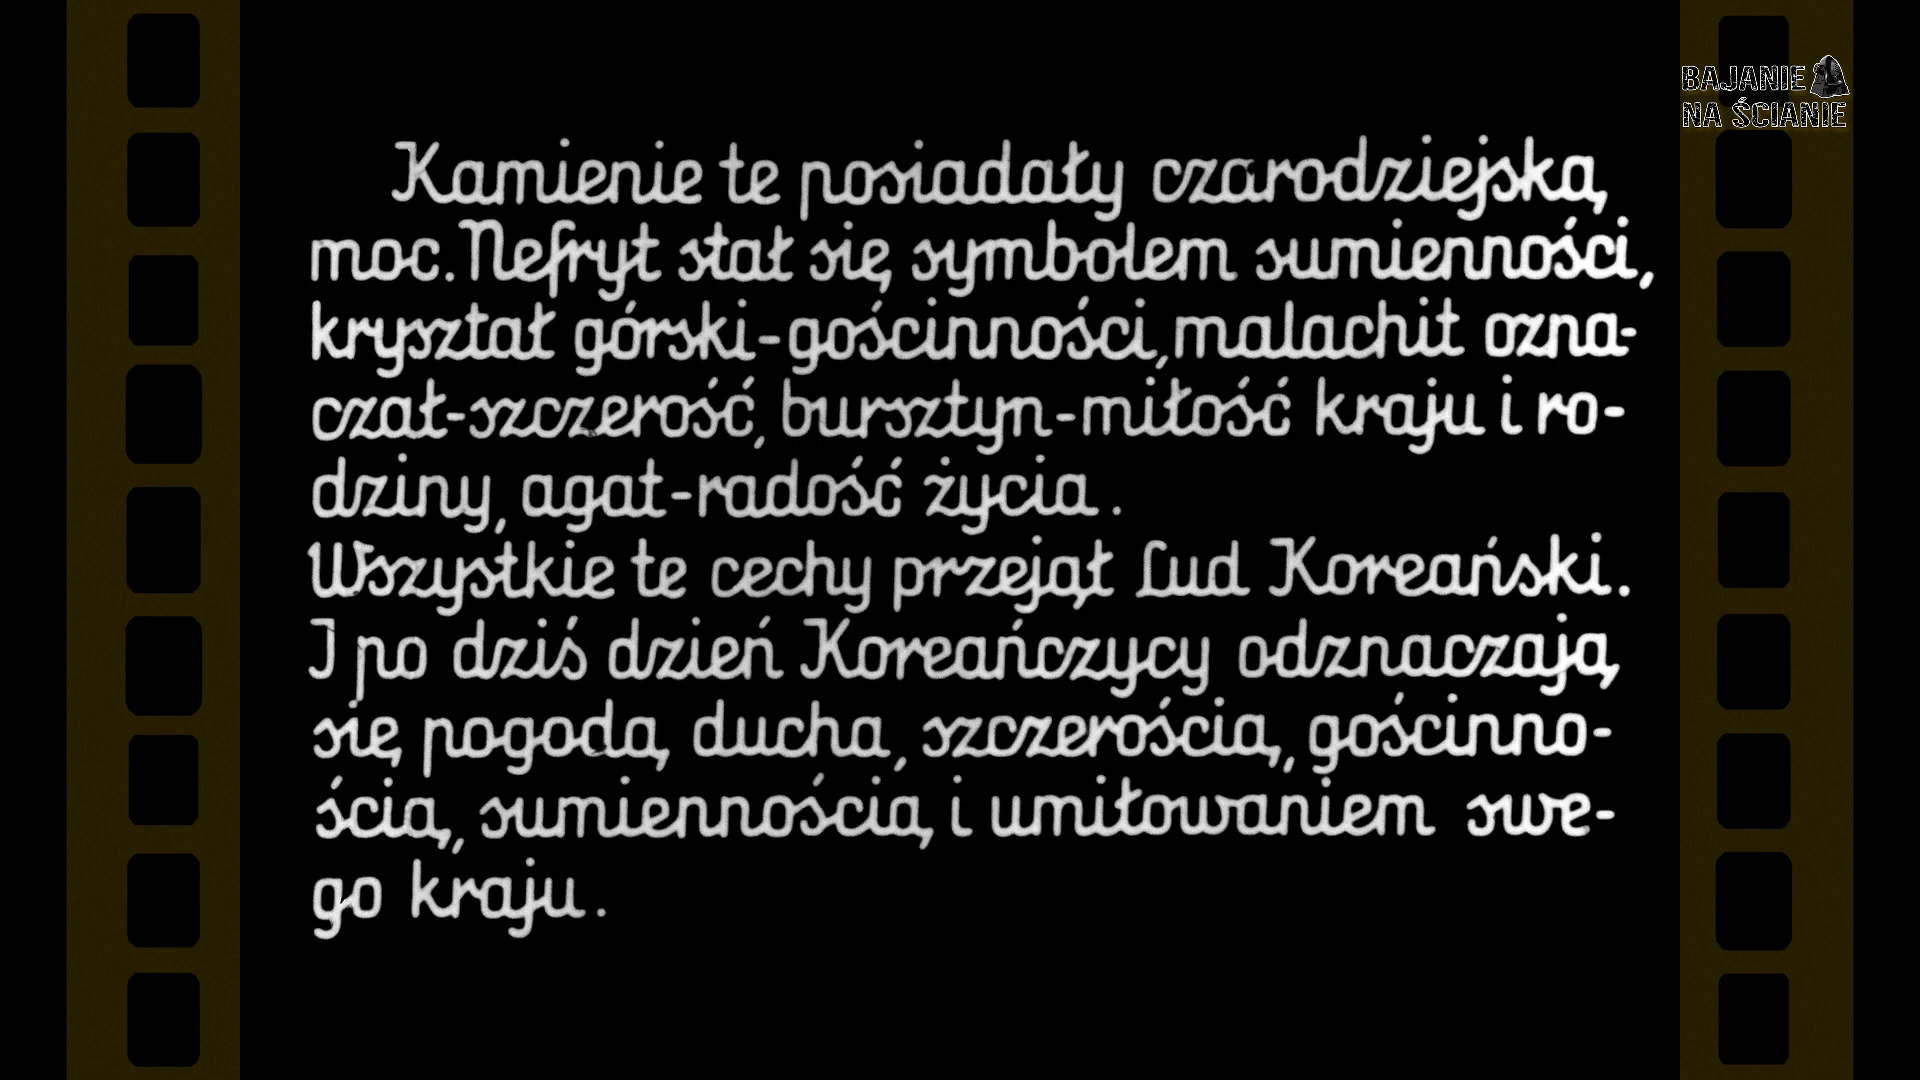 BAJANIE
NA ŚCIANIE
Kamienie te posiadały czarodziejską
moc. Nefryt stał się symbolem sumienności,
kryształ górski-gościnności, malachit ozna-
czał-szczerość, bursztyn-miłość kraju i ro-
dziny, agat-radość życia.
Wszystkie te cechy przejął Lud Koreański.
I po dziś dzień Koreańczycy odznaczają
się pogodą ducha, szczerością, gościnno-
ścią, sumiennością i umiłowaniem swe-
go kraju.